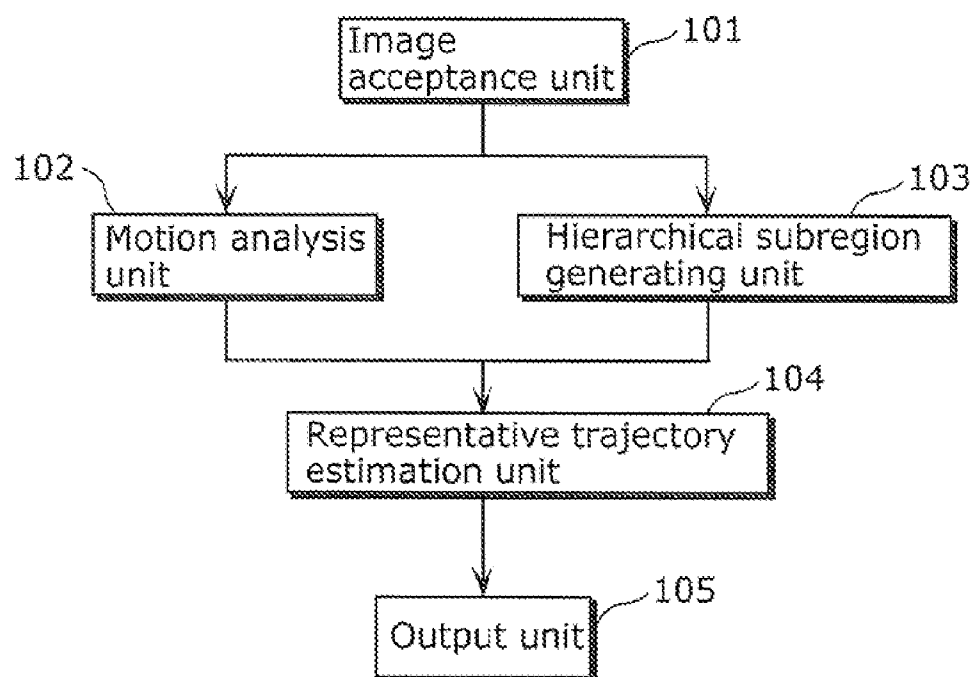 Image
acceptance unit
101
102
103
Motion analysis
unit
Hierarchical subregion
generating unit
104
Representative trajectory
estimation unit
105
Output unit